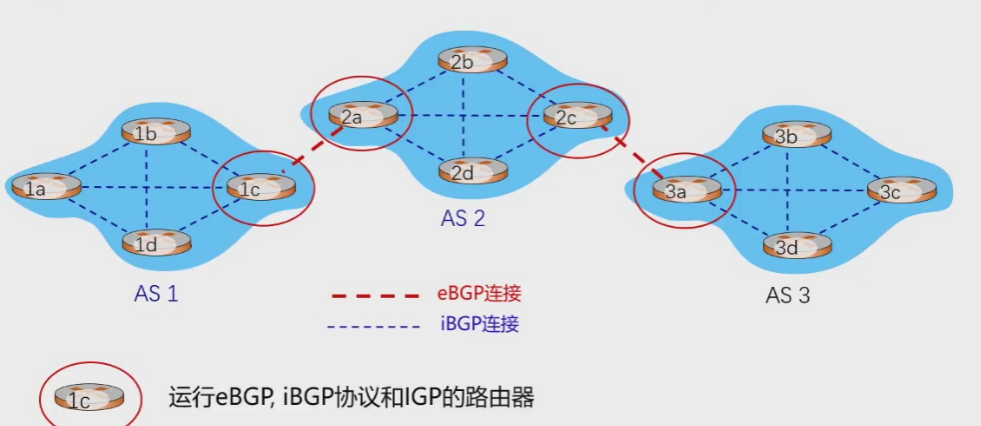 2b
2a
2c
2d
AS 2
1b
1a
1c
1d
AS 1
3b
3a
3c
3d
AS 3
eBGP连接
iBGP连接
1c
运行eBGP, iBGP协议和IGP的路由器